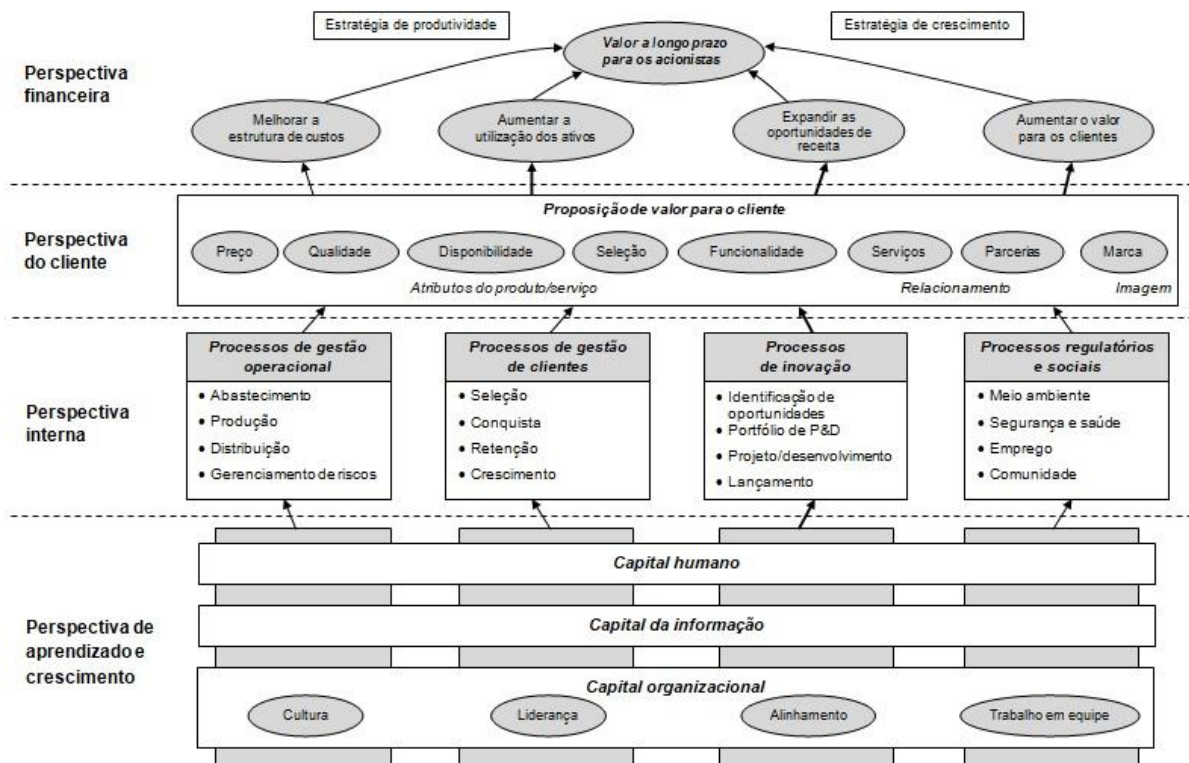 Estratégia de produtividade
Estratégia de crescimento
Valor a longo prazo
para os acionistas
Perspectiva
financeira
Melhorar a
estrutura de custos
Aumentar a
utilização dos ativos
Expandir as
oportunidades de
receita
Aumentar o valor
para os clientes
Perspectiva
do cliente
Proposição de valor para o cliente
Preço
Qualidade
Disponibilidade
Seleção
Funcionalidade
Serviços
Parcerias
Marca
Atributos do produto/serviço
Relacionamento
Imagem
Perspectiva
interna
Processos de gestão
operacional
• Abastecimento
• Produção
• Distribuição
• Gerenciamento de riscos
Processos de gestão
de clientes
• Seleção
• Conquista
• Retenção
• Crescimento
Processos
de inovação
• Identificação de
oportunidades
• Portfólio de P&D
• Projeto/desenvolvimento
• Lançamento
Processos regulatórios
e sociais
• Meio ambiente
• Segurança e saúde
• Emprego
• Comunidade
Perspectiva de
aprendizado e
crescimento
Capital humano
Capital da informação
Capital organizacional
Cultura
Liderança
Alinhamento
Trabalho em equipe